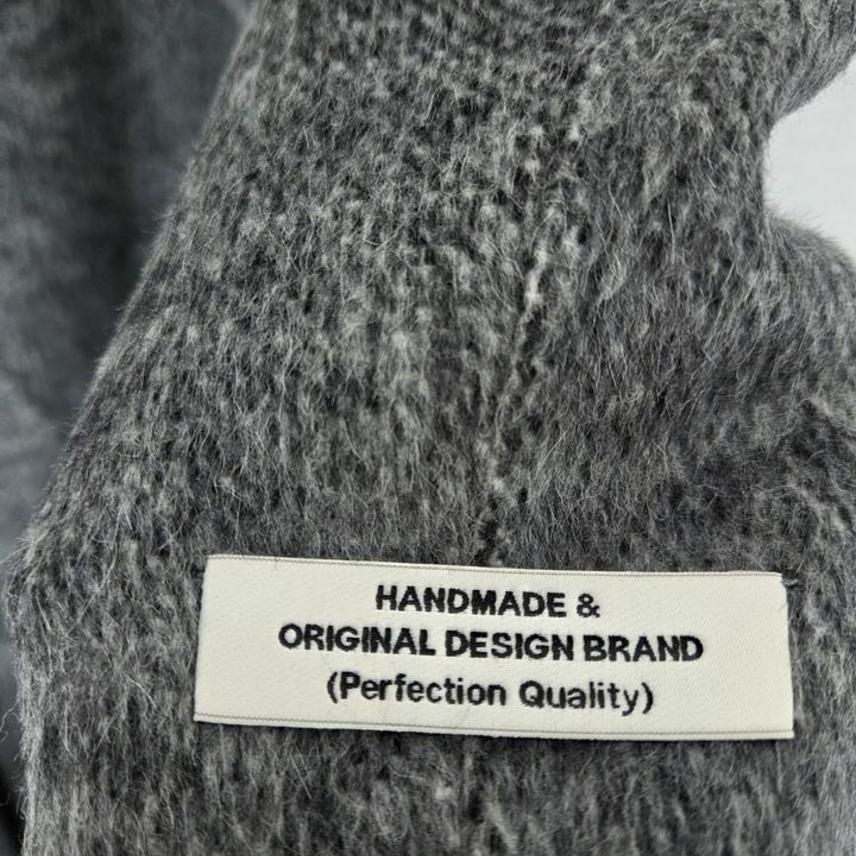 HANDMADE &
ORIGINAL DESIGN BRAND
(Perfection Quality)